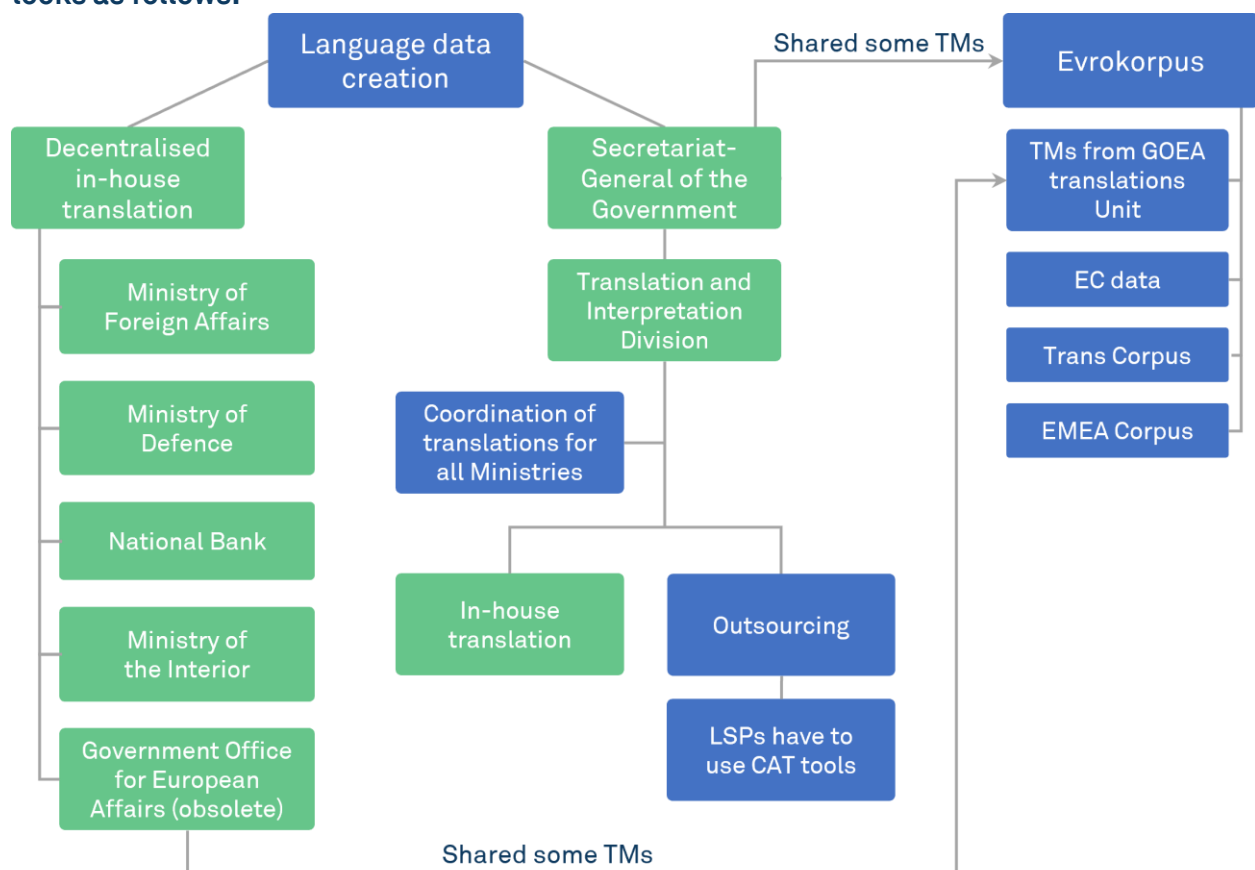 looks as follows:
Language data
creation
Shared some TMs
Evrokorpus
Decentralised
in-house
translation
Secretariat-
General of the
Government
TMs from GOEA
translations
Unit
Ministry of
Foreign Affairs
Translation and
Interpretation
Division
EC data
Trans Corpus
Ministry of
Defence
Coordination of
translations for
all Ministries
EMEA Corpus
National Bank
In-house
translation
Outsourcing
Ministry of
the Interior
LSPs have to
use CAT tools
Government Office
for European
Affairs (obsolete)
Shared some TMs